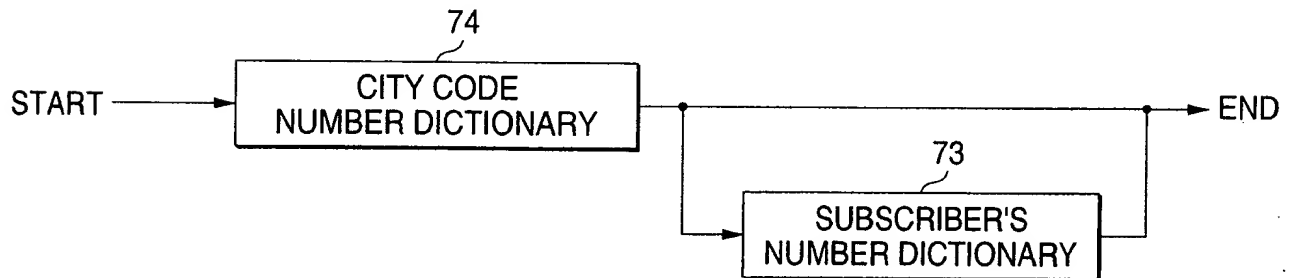 74
START
CITY CODE
NUMBER DICTIONARY
END
73
SUBSCRIBER'S
NUMBER DICTIONARY